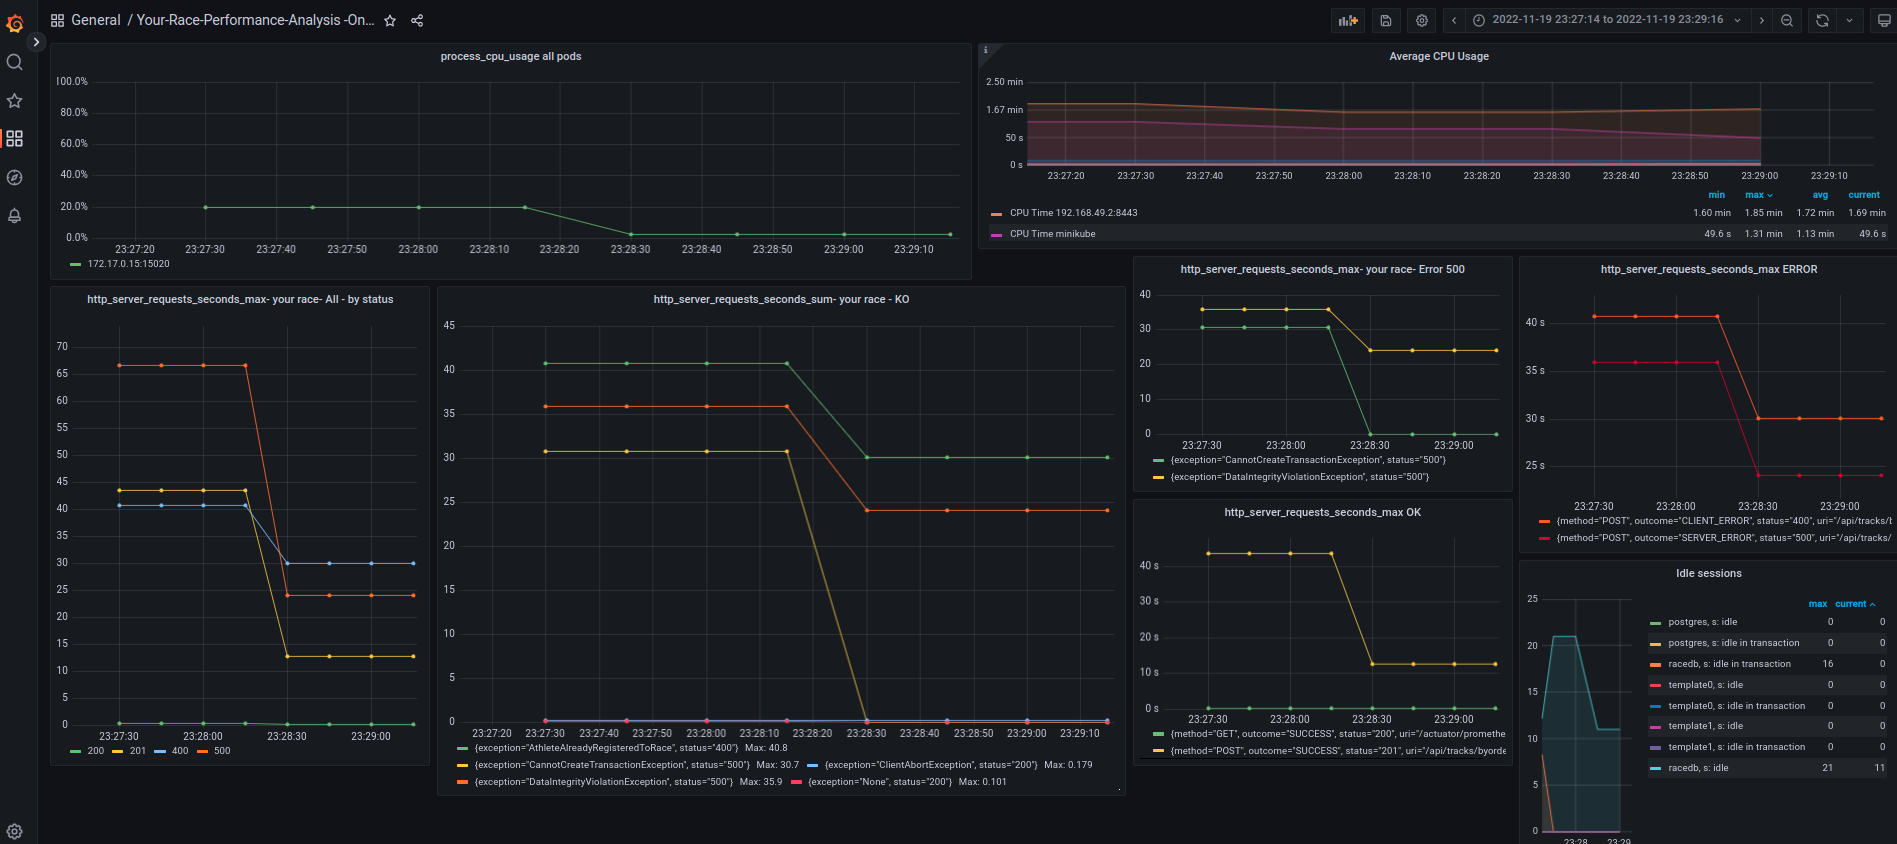 General / Your-Race-Performance-Analysis -On...
2022-11-19 23:27:14 to 2022-11-19 23:29:16
process_cpu_usage all pods
100.0%
80.0%
60.0%
40.0%
20.0%
0.0%
23:27:20 23:27:30 23:27:40 23:27:50 23:28:00 23:28:10 23:28:20 23:28:30 23:28:40 23:28:50 23:29:00 23:29:10
172.17.0.15:15020
i
Average CPU Usage
2.50 min
1.67 min
50 s
0 s
23:27:20 23:27:30 23:27:40 23:27:50 23:28:00 23:28:10 23:28:20 23:28:30 23:28:40 23:28:50 23:29:00 23:29:10
min max avg current
CPU Time 192.168.49.2:8443 1.60 min 1.85 min 1.72 min 1.69 min
CPU Time minikube 49.6 s 1.31 min 1.13 min 49.6 s
http_server_requests_seconds_max- your race- All - by status
70
65
60
55
50
45
40
35
30
25
20
15
10
5
0
23:27:30 23:28:00 23:28:30 23:29:00
200 201 400 500
http_server_requests_seconds_sum- your race - KO
45
40
35
30
25
20
15
10
5
0
23:27:20 23:27:30 23:27:40 23:27:50 23:28:00 23:28:10 23:28:20 23:28:30 23:28:40 23:28:50 23:29:00 23:29:10
{exception="AthleteAlreadyRegisteredToRace", status="400"} Max: 40.8
{exception="CannotCreateTransactionException", status="500"} Max: 30.7 {exception="ClientAbortException", status="200"} Max: 0.179
{exception="DataIntegrityViolationException", status="500"} Max: 35.9 {exception="None", status="200"} Max: 0.101
http_server_requests_seconds_max- your race- Error 500
40
30
20
10
0
23:27:30 23:28:00 23:28:30 23:29:00
{exception="CannotCreateTransactionException", status="500"}
{exception="DataIntegrityViolationException", status="500"}
http_server_requests_seconds_max OK
40 s
30 s
20 s
10 s
0 s
23:27:30 23:28:00 23:28:30 23:29:00
{method="GET", outcome="SUCCESS", status="200", uri="/actuator/promethe
{method="POST", outcome="SUCCESS", status="201", uri="/api/tracks/byorde
http_server_requests_seconds_max ERROR
40 s
35 s
30 s
25 s
23:27:30 23:28:00 23:28:30 23:29:00
{method="POST", outcome="CLIENT_ERROR", status="400", uri="/api/tracks/
{method="POST", outcome="SERVER_ERROR", status="500", uri="/api/tracks/
Idle sessions
25
20
15
10
5
0
23:28 23:29
max current
postgres, s: idle 0 0
postgres, s: idle in transaction 0 0
racedb, s: idle in transaction 16 0
template0, s: idle 0 0
template0, s: idle in transaction 0 0
template1, s: idle 0 0
template1, s: idle in transaction 0 0
racedb, s: idle 21 11